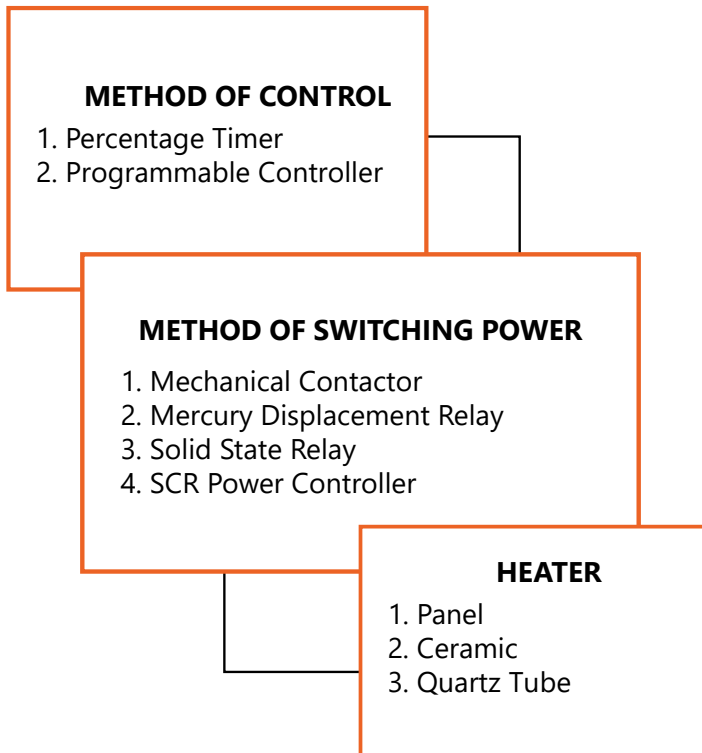 METHOD OF CONTROL
1. Percentage Timer
2. Programmable Controller
METHOD OF SWITCHING POWER
1. Mechanical Contactor
2. Mercury Displacement Relay
3. Solid State Relay
4. SCR Power Controller
HEATER
1. Panel
2. Ceramic
3. Quartz Tube